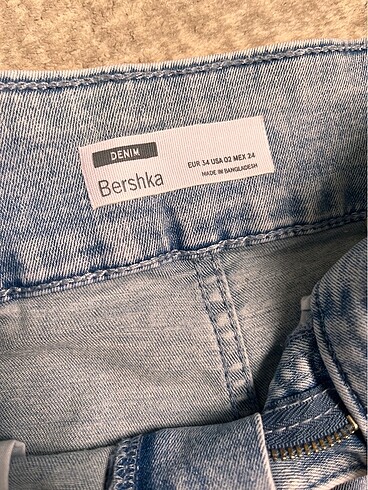 DENIM
Bershka
EUR 34 USA 02 MEX 24
MADE IN BANGLADESH